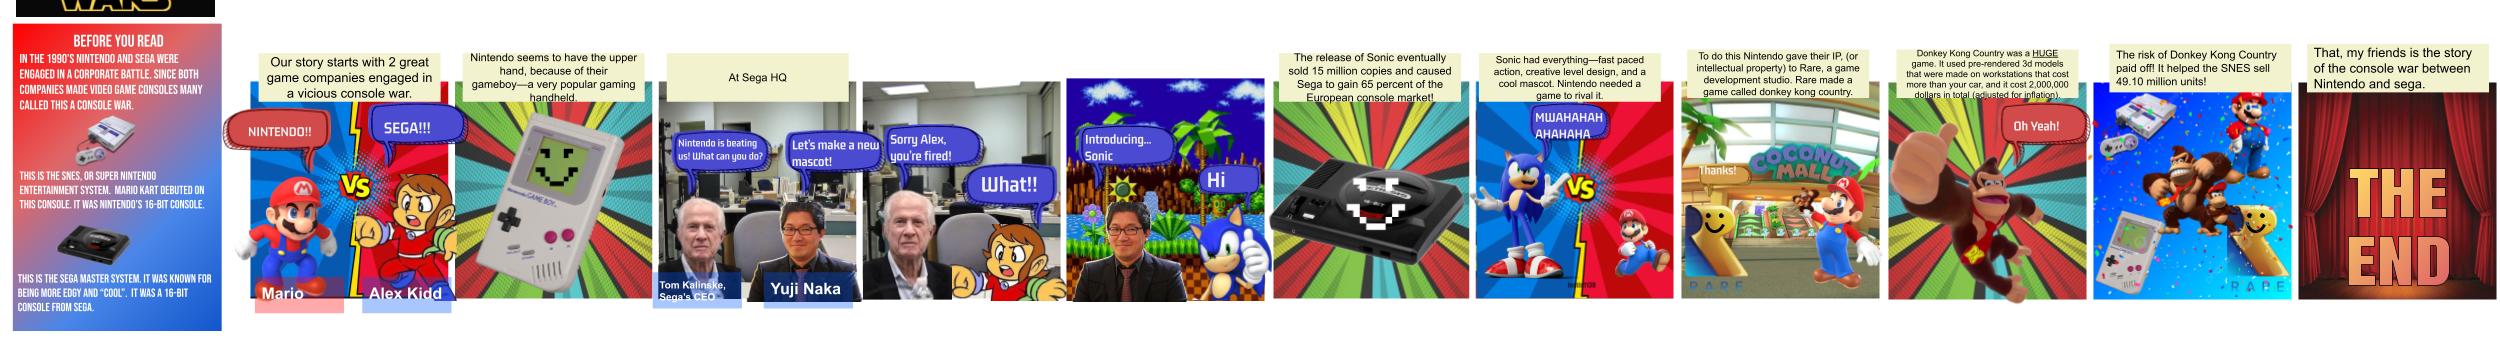 WARS
BEFORE YOU READ
IN THE 1990'S NINTENDO AND SEGA WERE
ENGAGED IN A CORPORATE BATTLE. SINCE BOTH
COMPANIES MADE VIDEO GAME CONSOLES MANY
CALLED THIS A CONSOLE WAR.
THIS IS THE SNES, OR SUPER NINTENDO
ENTERTAINMENT SYSTEM. MARIO KART DEBUTED ON
THIS CONSOLE. IT WAS NINTENDO'S 16-BIT CONSOLE.
THIS IS THE SEGA MASTER SYSTEM. IT WAS KNOWN FOR
BEING MORE EDGY AND "COOL". IT WAS A 16-BIT
CONSOLE FROM SEGA.
Our story starts with 2 great
game companies engaged in
a vicious console war.
NINTENDO!!
SEGA!!!
VS
Mario
Alex Kidd
Nintendo seems to have the upper
hand, because of their
gameboy—a very popular gaming
handheld.
Nintendo GAME BOY
At Sega HQ
Nintendo is beating
us! What can you do?
Let's make a new
mascot!
Tom Kalinske,
Sega's CEO
Yuji Naka
Sorry Alex,
you're fired!
What!!
Introducing...
Sonic
Hi
The release of Sonic eventually
sold 15 million copies and caused
Sega to gain 65 percent of the
European console market!
Sonic had everything—fast paced
action, creative level design, and a
cool mascot. Nintendo needed a
game to rival it.
MWAHAHAH
AHAHAHA
VS
To do this Nintendo gave their IP, (or
intellectual property) to Rare, a game
development studio. Rare made a
game called donkey kong country.
COCONUT
MALL
Thanks!
RARE
Donkey Kong Country was a HUGE
game. It used pre-rendered 3d models
that were made on workstations that cost
more than your car, and it cost 2,000,000
dollars in total (adjusted for inflation).
Oh Yeah!
The risk of Donkey Kong Country
paid off! It helped the SNES sell
49.10 million units!
RARE
That, my friends is the story
of the console war between
Nintendo and sega.
THE
END